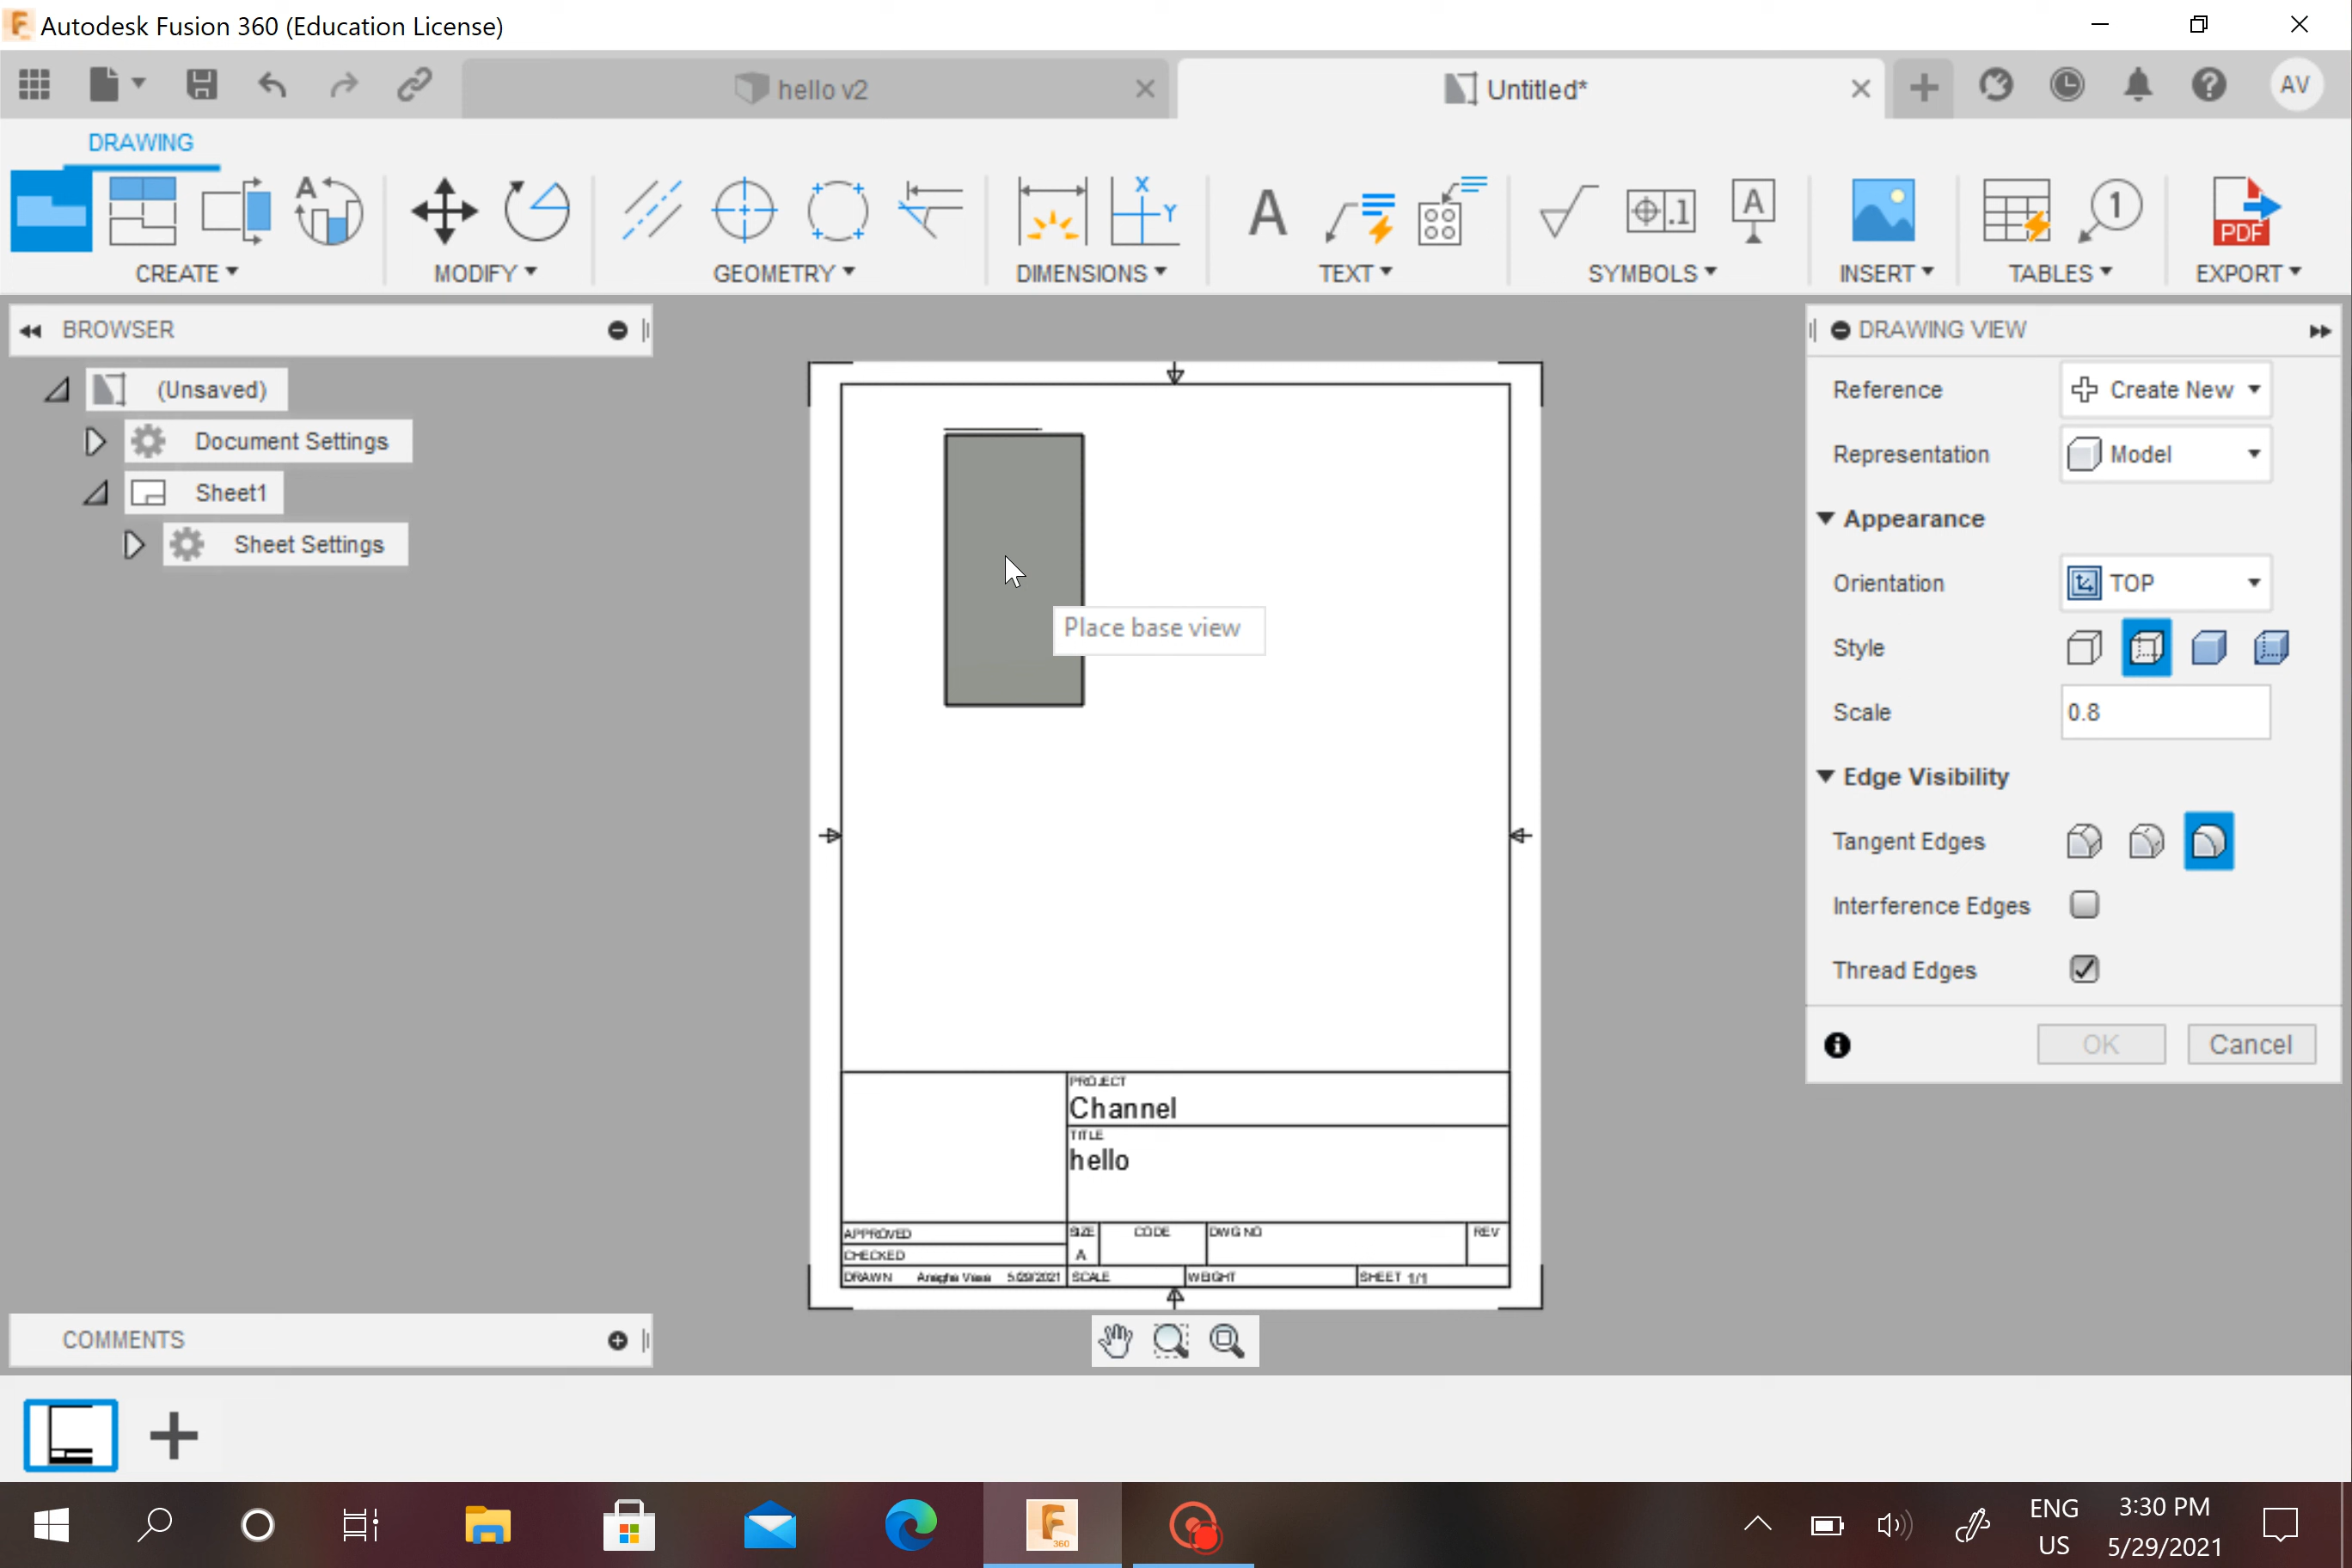 Autodesk Fusion 360 (Education License)
hello v2
Untitled*
AV
DRAWING
A
X
Y
A
.1
A
1
PDF
CREATE
MODIFY
GEOMETRY
DIMENSIONS
TEXT
SYMBOLS
INSERT
TABLES
EXPORT
BROWSER
(Unsaved)
Document Settings
Sheet1
Sheet Settings
Place base view
PROJECT
Channel
TITLE
hello
APPROVED
CHECKED
DRAWN
5/29/2021
SIZE
A
CODE
DWG NO
REV
SCALE
WEIGHT
SHEET 1/1
DRAWING VIEW
Reference
Create New
Representation
Model
Appearance
Orientation
TOP
Style
Scale
0.8
Edge Visibility
Tangent Edges
Interference Edges
Thread Edges
OK
Cancel
COMMENTS
F
360
ENG
US
3:30 PM
5/29/2021